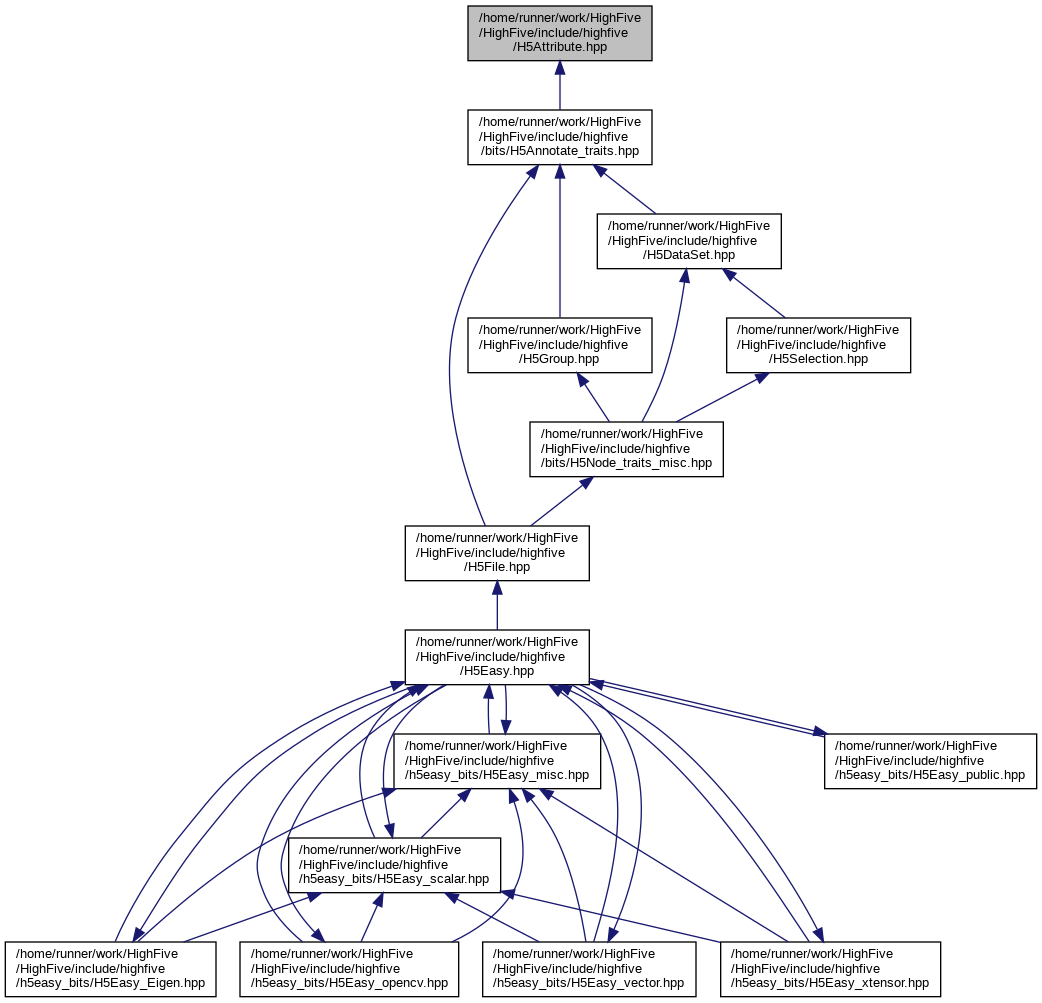 /home/runner/work/HighFive
/HighFive/include/highfive
/H5Attribute.hpp
/home/runner/work/HighFive
/HighFive/include/highfive
/bits/H5Annotate_traits.hpp
/home/runner/work/HighFive
/HighFive/include/highfive
/H5DataSet.hpp
/home/runner/work/HighFive
/HighFive/include/highfive
/H5Group.hpp
/home/runner/work/HighFive
/HighFive/include/highfive
/H5Selection.hpp
/home/runner/work/HighFive
/HighFive/include/highfive
/bits/H5Node_traits_misc.hpp
/home/runner/work/HighFive
/HighFive/include/highfive
/H5File.hpp
/home/runner/work/HighFive
/HighFive/include/highfive
/H5Easy.hpp
/home/runner/work/HighFive
/HighFive/include/highfive
/h5easy_bits/H5Easy_misc.hpp
/home/runner/work/HighFive
/HighFive/include/highfive
/h5easy_bits/H5Easy_public.hpp
/home/runner/work/HighFive
/HighFive/include/highfive
/h5easy_bits/H5Easy_scalar.hpp
/home/runner/work/HighFive
/HighFive/include/highfive
/h5easy_bits/H5Easy_Eigen.hpp
/home/runner/work/HighFive
/HighFive/include/highfive
/h5easy_bits/H5Easy_opencv.hpp
/home/runner/work/HighFive
/HighFive/include/highfive
/h5easy_bits/H5Easy_vector.hpp
/home/runner/work/HighFive
/HighFive/include/highfive
/h5easy_bits/H5Easy_xtensor.hpp